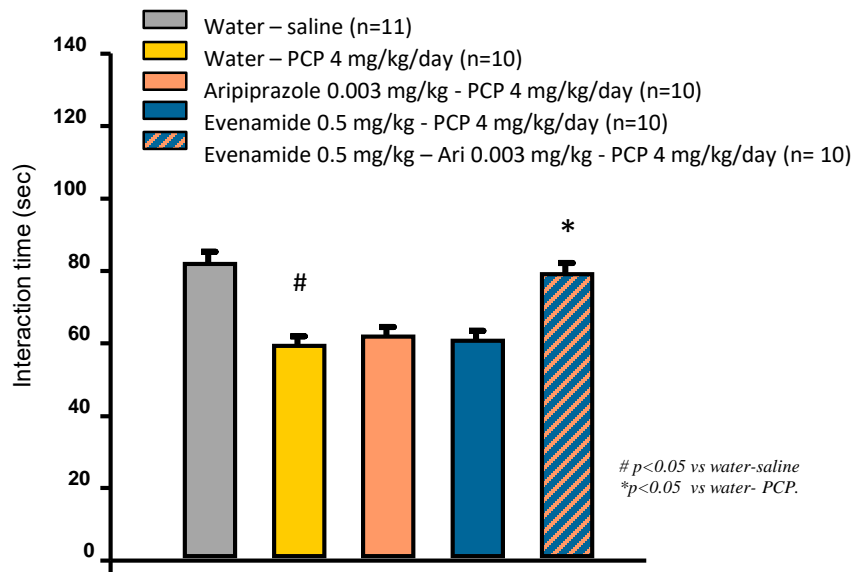 Water – saline (n=11)
Water – PCP 4 mg/kg/day (n=10)
Aripiprazole 0.003 mg/kg - PCP 4 mg/kg/day (n=10)
Evenamide 0.5 mg/kg - PCP 4 mg/kg/day (n=10)
Evenamide 0.5 mg/kg – Ari 0.003 mg/kg - PCP 4 mg/kg/day (n= 10)
Interaction time (sec)
140
120
100
80
60
40
20
0
#
*
# p<0.05 vs water-saline
*p<0.05 vs water- PCP.